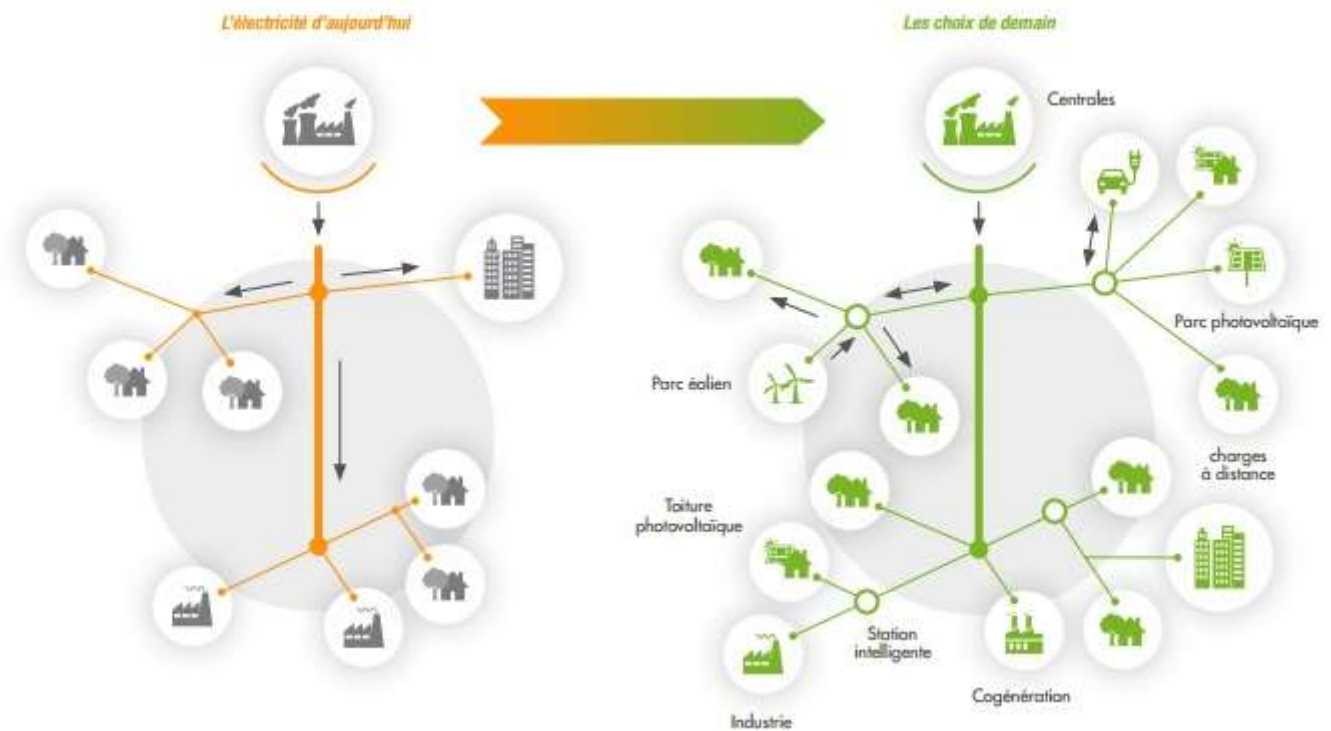 L'électricité d'aujourd'hui
Les choix de demain
Centrales
Parc photovoltaïque
Parc éolien
charges
à distance
Toiture
photovoltaïque
Station
intelligente
Cogénération
Industrie